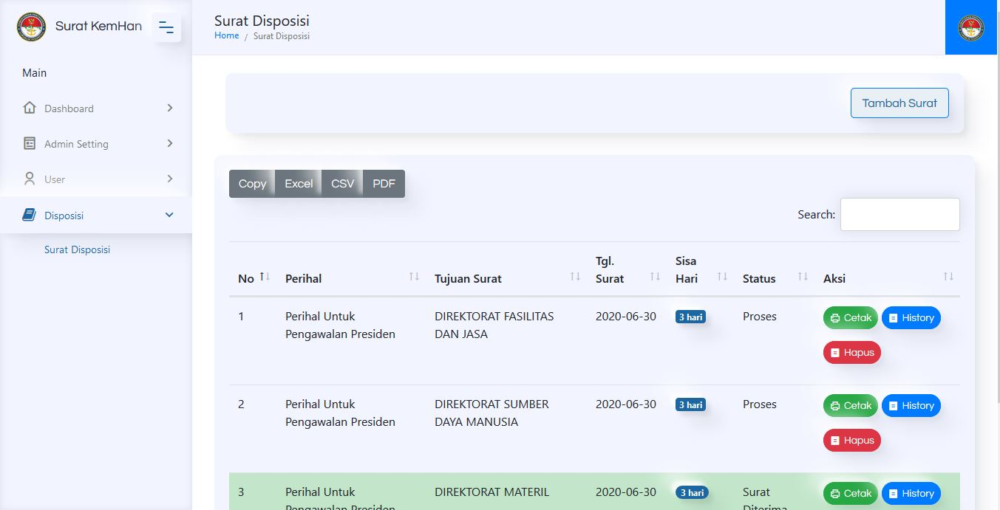 Surat KemHan
Surat Disposisi
Home / Surat Disposisi
Main
Dashboard
Admin Setting
User
Disposisi
Surat Disposisi
Tambah Surat
Copy Excel CSV PDF
Search:
No Perihal Tujuan Surat Tgl. Surat Sisa Hari Status Aksi
1 Perihal Untuk DIREKTORAT FASILITAS 2020-06-30 3 hari Proses Cetak History
Pengawalan Presiden DAN JASA
Hapus
2 Perihal Untuk DIREKTORAT SUMBER 2020-06-30 3 hari Proses Cetak History
Pengawalan Presiden DAYA MANUSIA
Hapus
3 Perihal Untuk DIREKTORAT MATERIL 2020-06-30 3 hari Surat Cetak History
Pengawalan Presiden Diterima